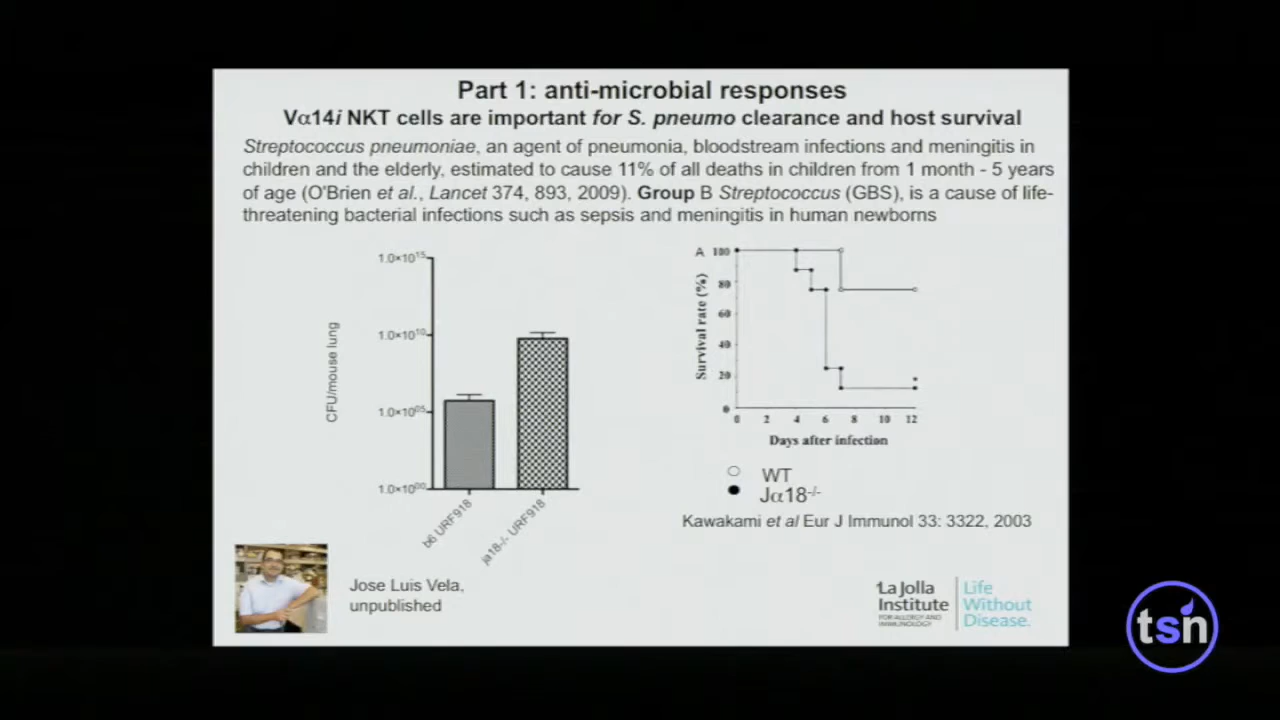 Part 1: anti-microbial responses
Vα14i NKT cells are important for S. pneumo clearance and host survival
Streptococcus pneumoniae, an agent of pneumonia, bloodstream infections and meningitis in
children and the elderly, estimated to cause 11% of all deaths in children from 1 month - 5 years
of age (O'Brien et al., Lancet 374, 893, 2009). Group B Streptococcus (GBS), is a cause of life-
threatening bacterial infections such as sepsis and meningitis in human newborns
CFU/mouse lung
1.0×10¹⁵
1.0×10¹⁰
1.0×10⁰⁵
1.0×10⁰⁰
b6 URF918
ja18-/- URF918
A
Survival rate (%)
100
80
60
40
20
0
0 2 4 6 8 10 12
*
Days after infection
WT
Jα18-/-
Kawakami et al Eur J Immunol 33: 3322, 2003
Jose Luis Vela,
unpublished
La Jolla
Institute
FOR ALLERGY AND
IMMUNOLOGY
Life
Without
Disease.
tsn